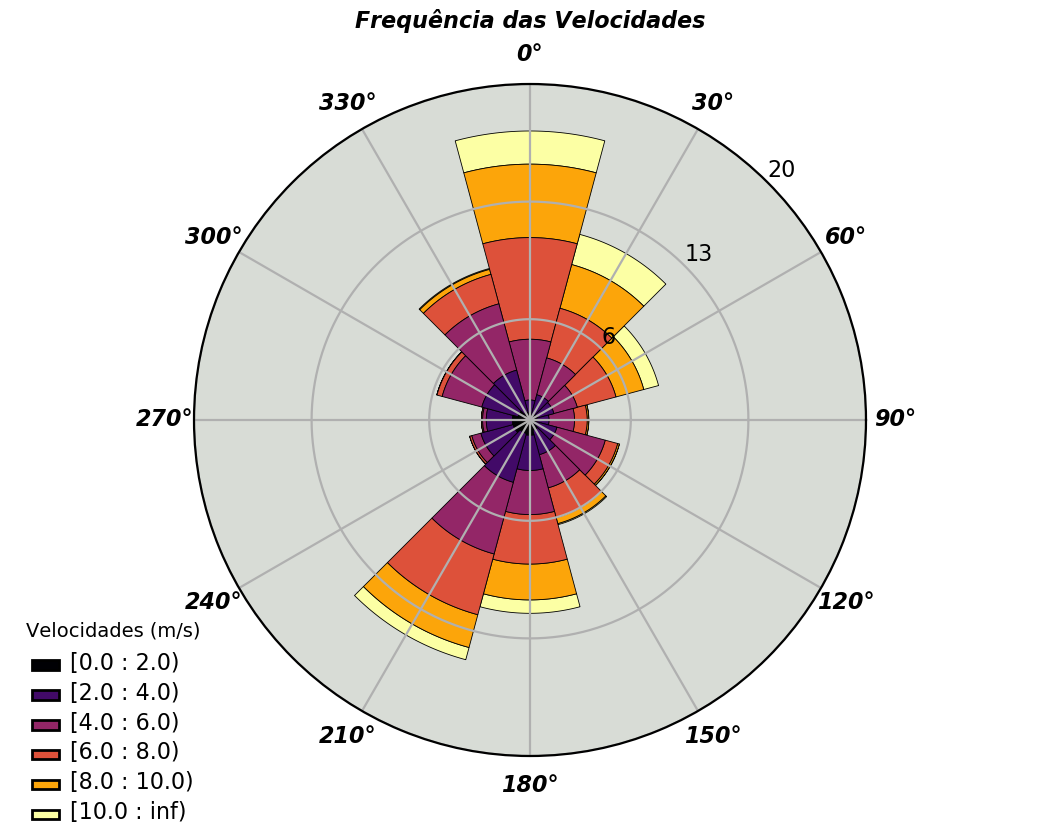 Frequência das Velocidades
0°
330°
30°
20
300°
60°
13
6
270°
90°
240°
120°
210°
150°
180°
Velocidades (m/s)
[0.0 : 2.0)
[2.0 : 4.0)
[4.0 : 6.0)
[6.0 : 8.0)
[8.0 : 10.0)
[10.0 : inf)